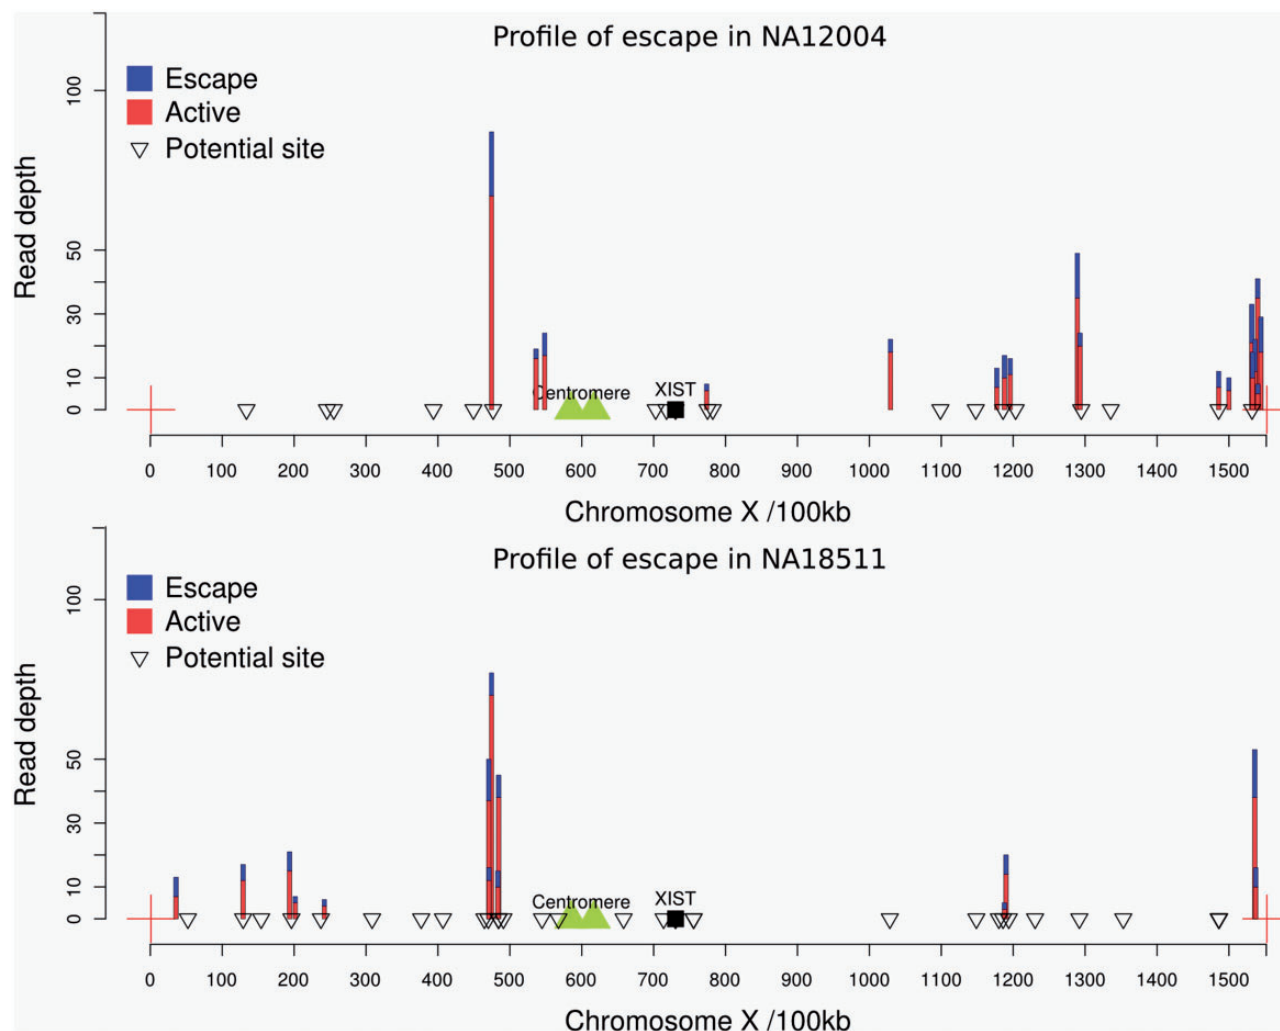 Profile of escape in NA12004
Escape
Active
Potential site
Read depth
100
50
30
10
0
Centromere
XIST
0 100 200 300 400 500 600 700 800 900 1000 1100 1200 1300 1400 1500
Chromosome X /100kb
Profile of escape in NA18511
Escape
Active
Potential site
Read depth
100
50
30
10
0
Centromere
XIST
0 100 200 300 400 500 600 700 800 900 1000 1100 1200 1300 1400 1500
Chromosome X /100kb